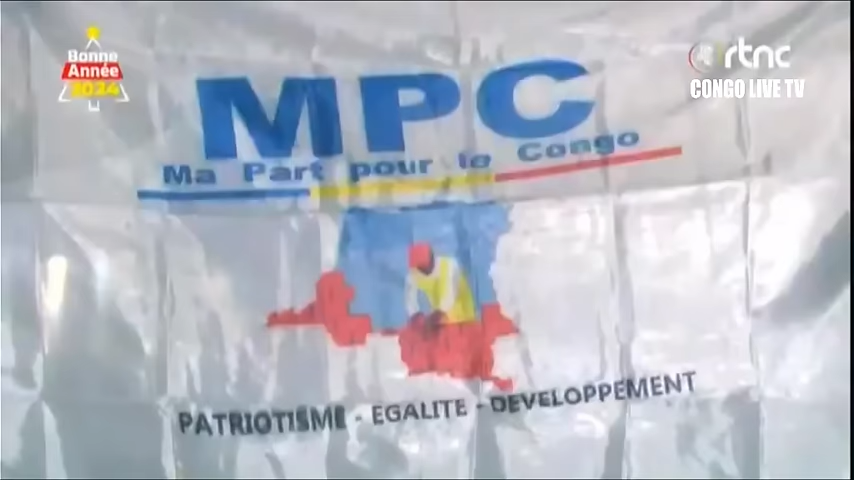 Bonne
Année
2024
rtnc
CONGO LIVE TV
MPC
Ma Part pour le Congo
PATRIOTISME - EGALITE - DEVELOPPEMENT